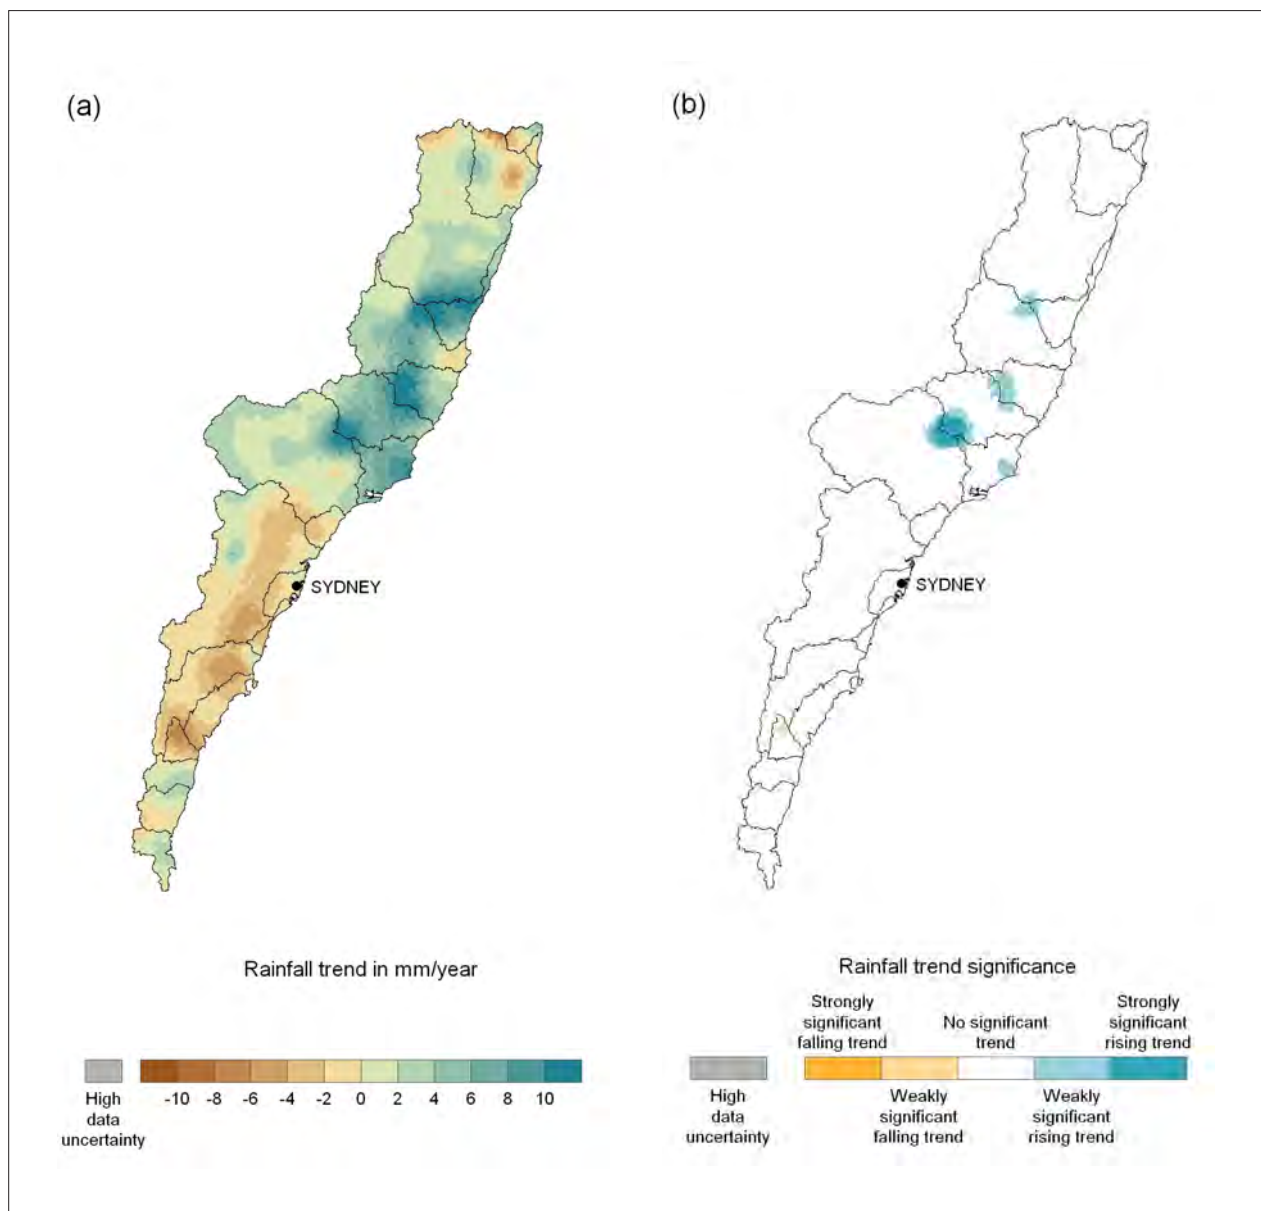 (a)
(b)
SYDNEY
SYDNEY
Rainfall trend in mm/year
-10 -8 -6 -4 -2 0 2 4 6 8 10
High
data
uncertainty
Rainfall trend significance
Strongly
significant
falling trend
No significant
trend
Strongly
significant
rising trend
High
data
uncertainty
Weakly
significant
falling trend
Weakly
significant
rising trend